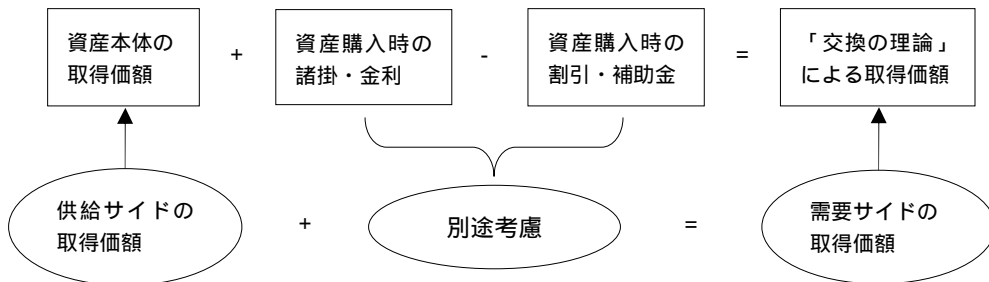 資産本体の
取得価額
+
資産購入時の
諸掛・金利
-
資産購入時の
割引・補助金
=
「交換の理論」
による取得価額
供給サイドの
取得価額
+
別途考慮
=
需要サイドの
取得価額